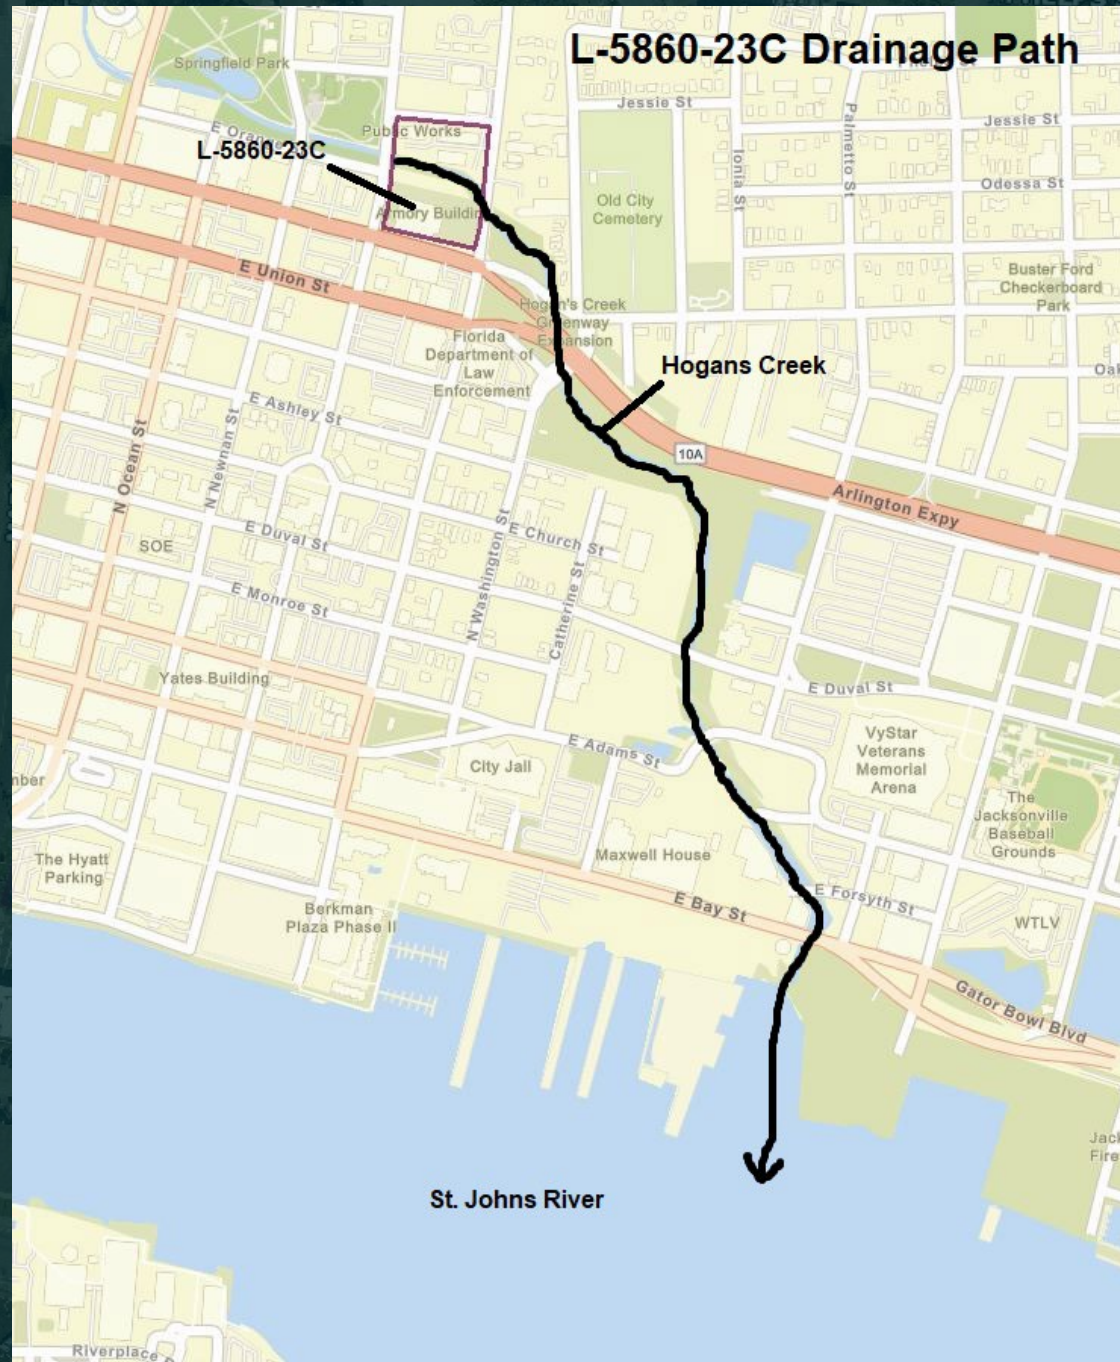 L-5860-23C Drainage Path
Springfield Park
Jessie St
Jessie St
Palmetto St
Public Works
L-5860-23C
Ionia St
Odessa St
Old City
Cemetery
Armory Buildin
E Union St
Buster Ford
Checkerboard
Park
Hogan's Creek
Greenway
Expansion
Florida
Department of
Law
Enforcement
Hogans Creek
E Ashley St
N Ocean St
N Newnan St
10A
Arlington Expy
E Duval St
SOE
N Washington St
E Church St
Catherine St
E Monroe St
Yates Building
E Duval St
E Adams St
City Jail
VyStar
Veterans
Memorial
Arena
The
Jacksonville
Baseball
Grounds
The Hyatt
Parking
Maxwell House
E Bay St
E Forsyth St
Berkman
Plaza Phase II
WTLV
Gator Bowl Blvd
St. Johns River
Riverplace